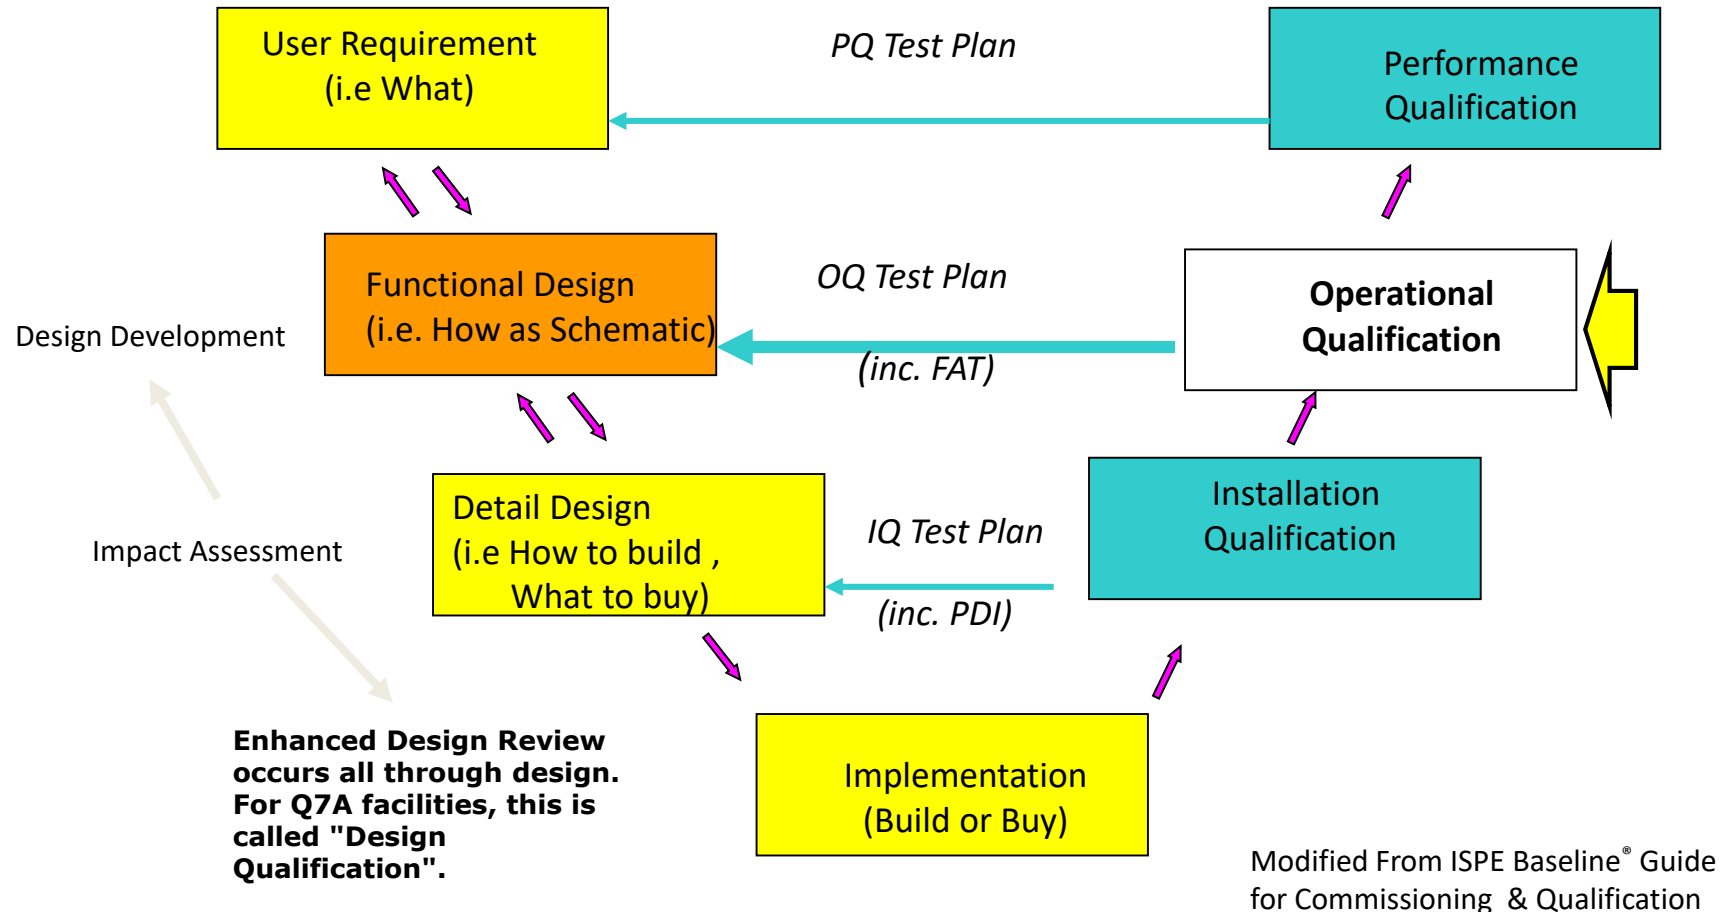 User Requirement
(i.e What)
PQ Test Plan
Performance
Qualification
Functional Design
(i.e. How as Schematic)
OQ Test Plan
(inc. FAT)
Operational
Qualification
Design Development
Impact Assessment
Detail Design
(i.e How to build ,
What to buy)
IQ Test Plan
(inc. PDI)
Installation
Qualification
Enhanced Design Review
occurs all through design.
For Q7A facilities, this is
called "Design
Qualification".
Implementation
(Build or Buy)
Modified From ISPE Baseline® Guide
for Commissioning & Qualification